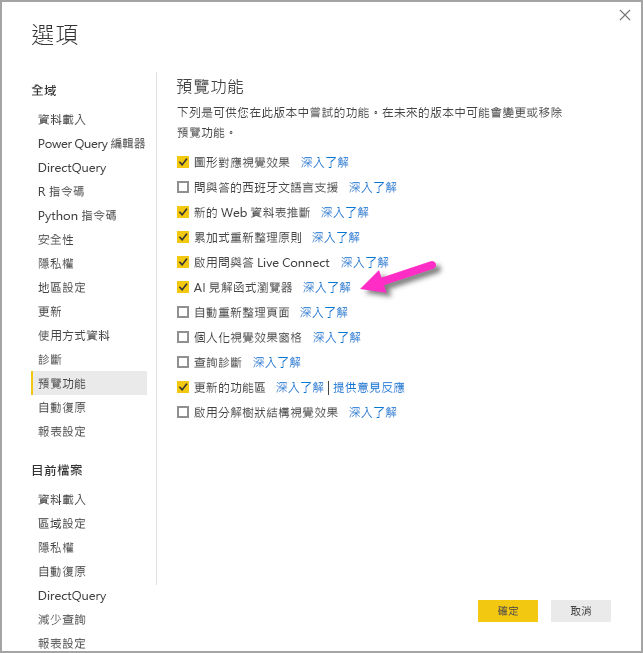 選項
全域
資料載入
Power Query 編輯器
DirectQuery
R 指令碼
Python 指令碼
安全性
隱私權
地區設定
更新
使用方式資料
診斷
預覽功能
自動復原
報表設定
目前檔案
資料載入
區域設定
隱私權
自動復原
DirectQuery
減少查詢
報表設定
預覽功能
下列是可供您在此版本中嘗試的功能。在未來的版本中可能會變更或移除
預覽功能。
圖形對應視覺效果 深入了解
問與答的西班牙文語言支援 深入了解
新的 Web 資料表推斷 深入了解
累加式重新整理原則 深入了解
啟用問與答 Live Connect 深入了解
AI 見解函式瀏覽器 深入了解
自動重新整理頁面 深入了解
個人化視覺效果窗格 深入了解
查詢診斷 深入了解
更新的功能區 深入了解 | 提供意見反應
啟用分解樹狀結構視覺效果 深入了解
確定
取消